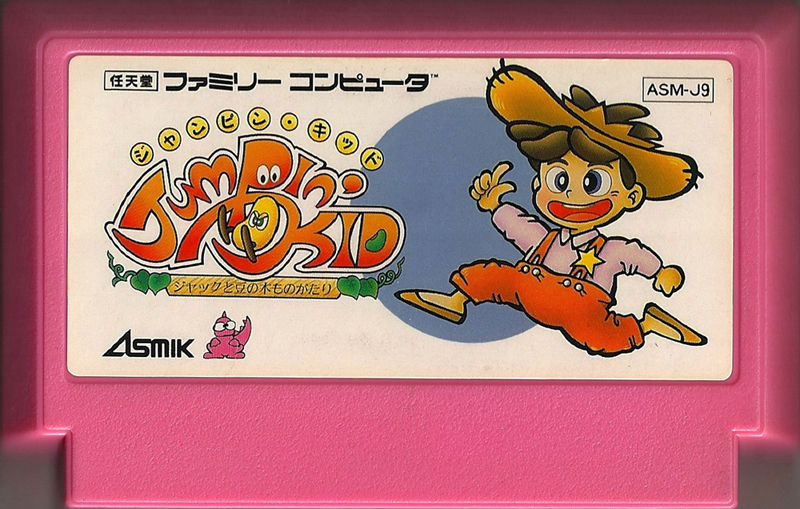 任天堂 ファミリー コンピュータ™
ASM-J9
ジャンピン・キッド
JUMPIN' KID
ジャックと豆の木ものがたり
ASMIK